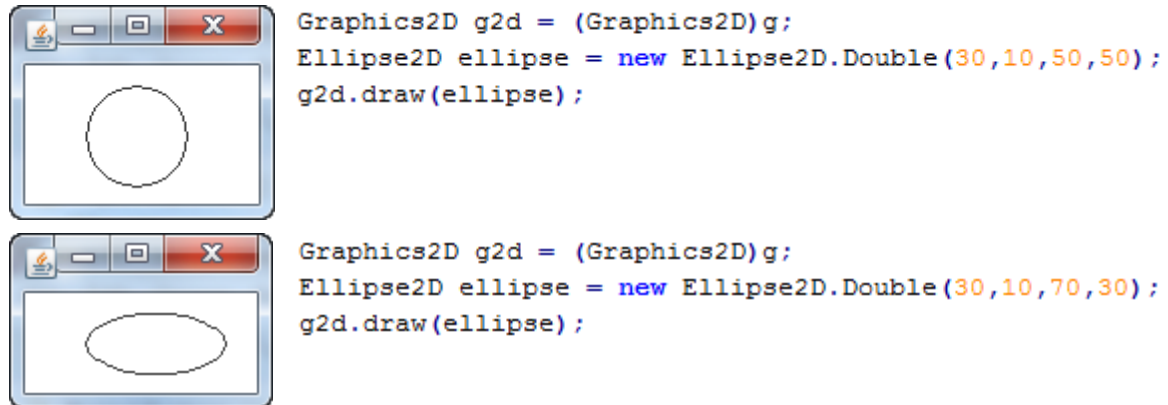 Graphics2D g2d = (Graphics2D)g;
Ellipse2D ellipse = new Ellipse2D.Double(30,10,50,50);
g2d.draw(ellipse);
Graphics2D g2d = (Graphics2D)g;
Ellipse2D ellipse = new Ellipse2D.Double(30,10,70,30);
g2d.draw(ellipse);